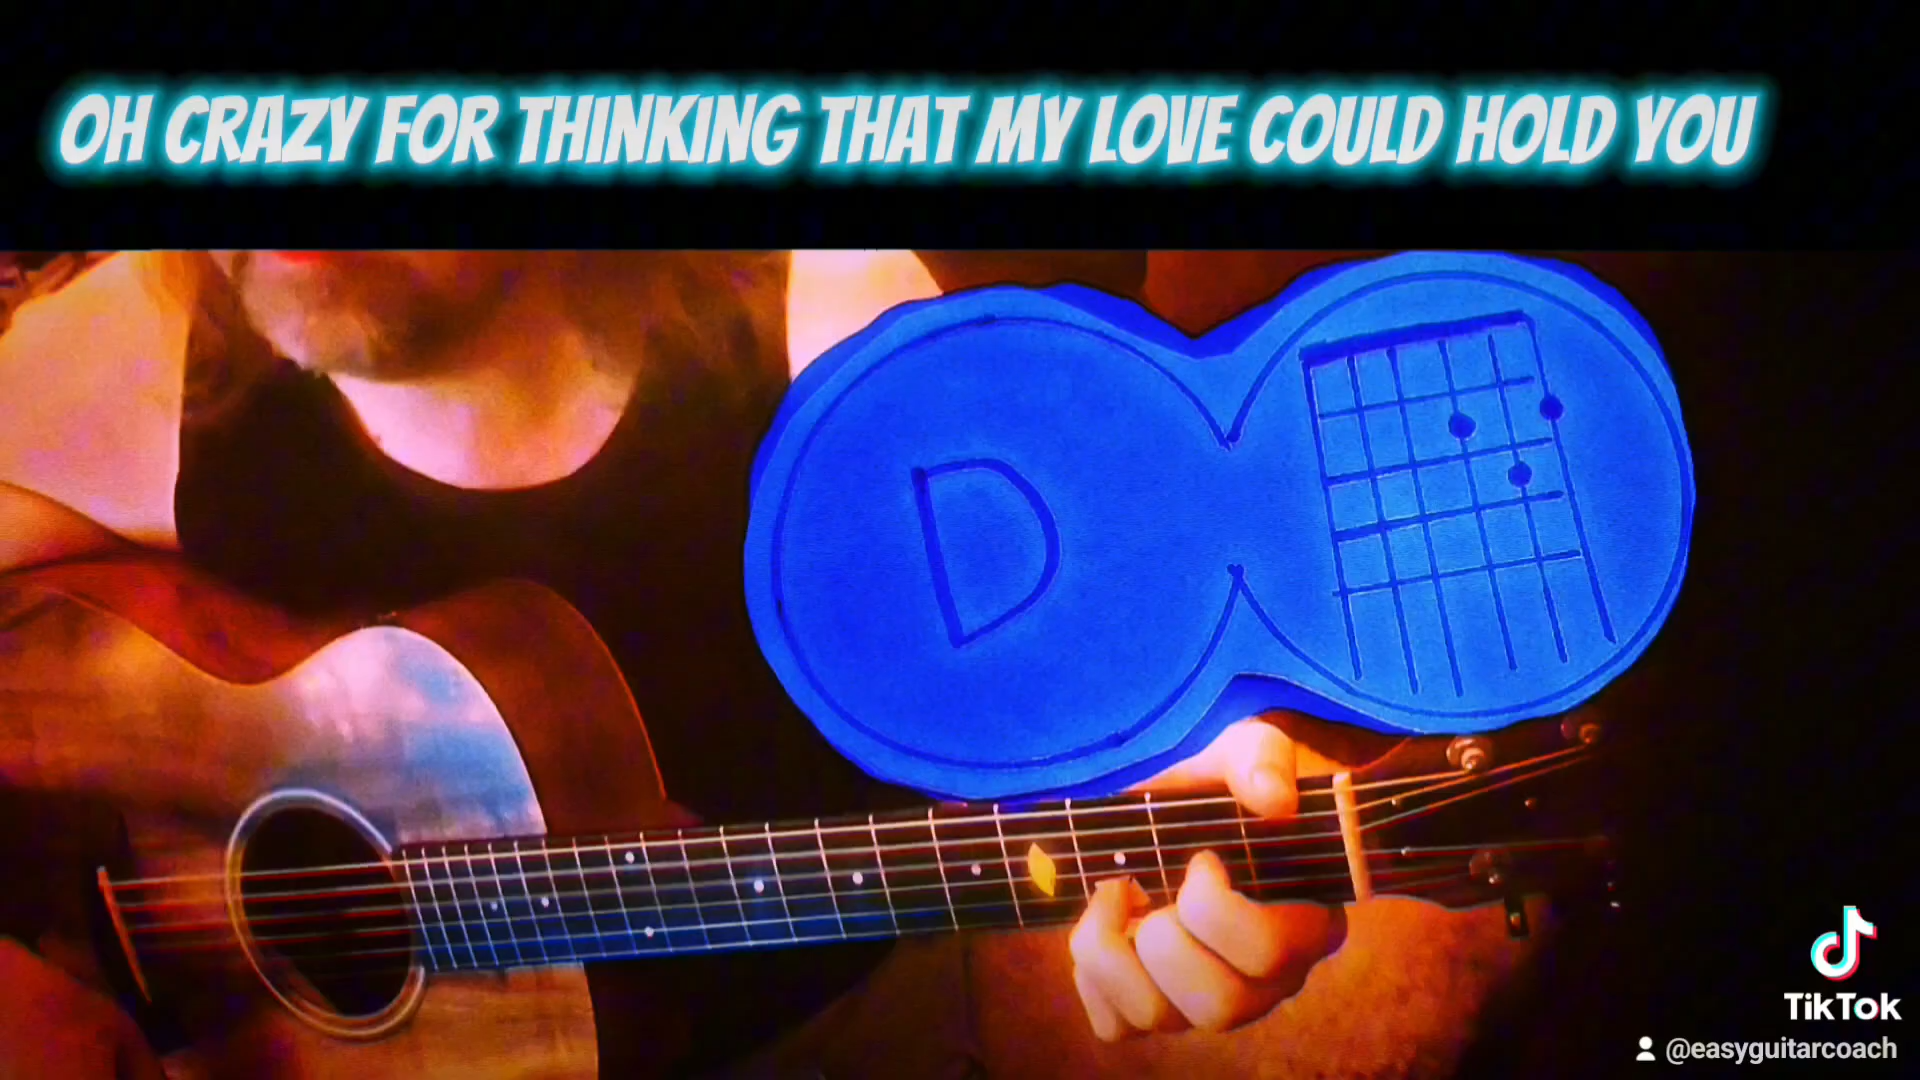 OH CRAZY FOR THINKING THAT MY LOVE COULD HOLD YOU
D
TikTok
@easyguitarcoach